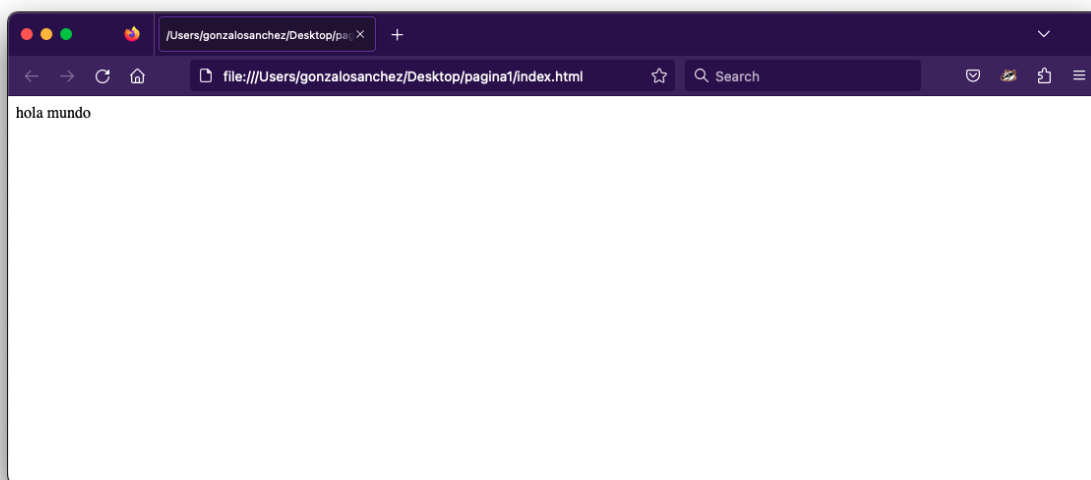 /Users/gonzalosanchez/Desktop/pag
file:///Users/gonzalosanchez/Desktop/pagina1/index.html
Search
hola mundo